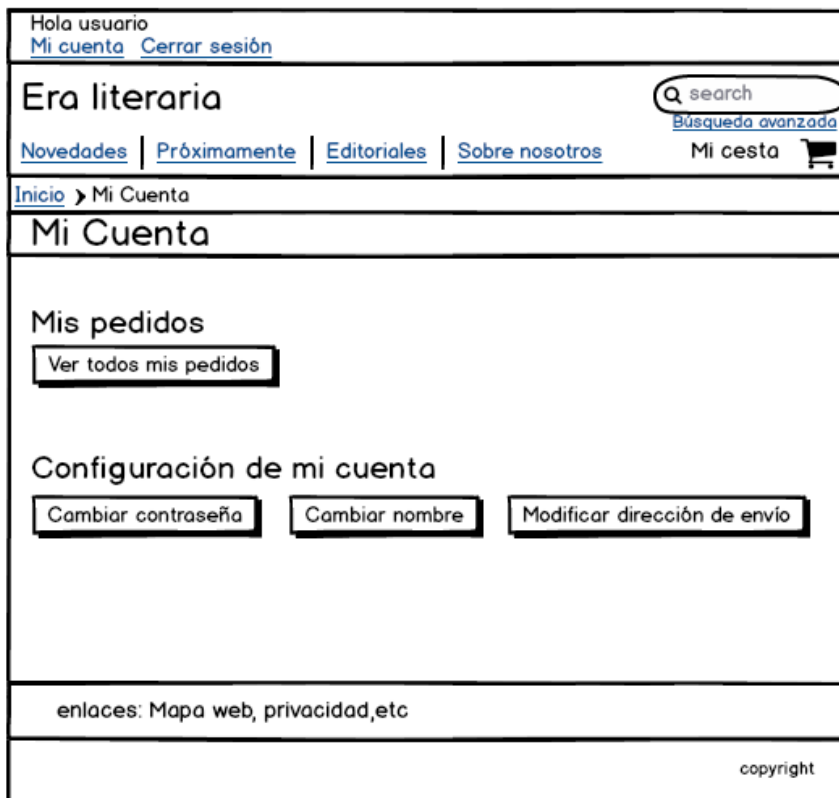 Hola usuario
Mi cuenta Cerrar sesión
Era literaria
search
Búsqueda avanzada
Novedades Próximamente Editoriales Sobre nosotros Mi cesta
Inicio ❯ Mi Cuenta
Mi Cuenta
Mis pedidos
Ver todos mis pedidos
Configuración de mi cuenta
Cambiar contraseña Cambiar nombre Modificar dirección de envío
enlaces: Mapa web, privacidad,etc
copyright